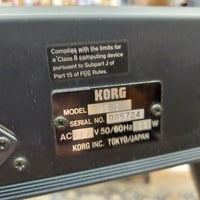 Complies with the limits for
a Class B computing device
pursuant to Subpart J of
Part 15 of FCC Rules.
KORG
MODEL
SERIAL NO. 005724
AC V 50/60Hz W
KORG INC. TOKYO/JAPAN